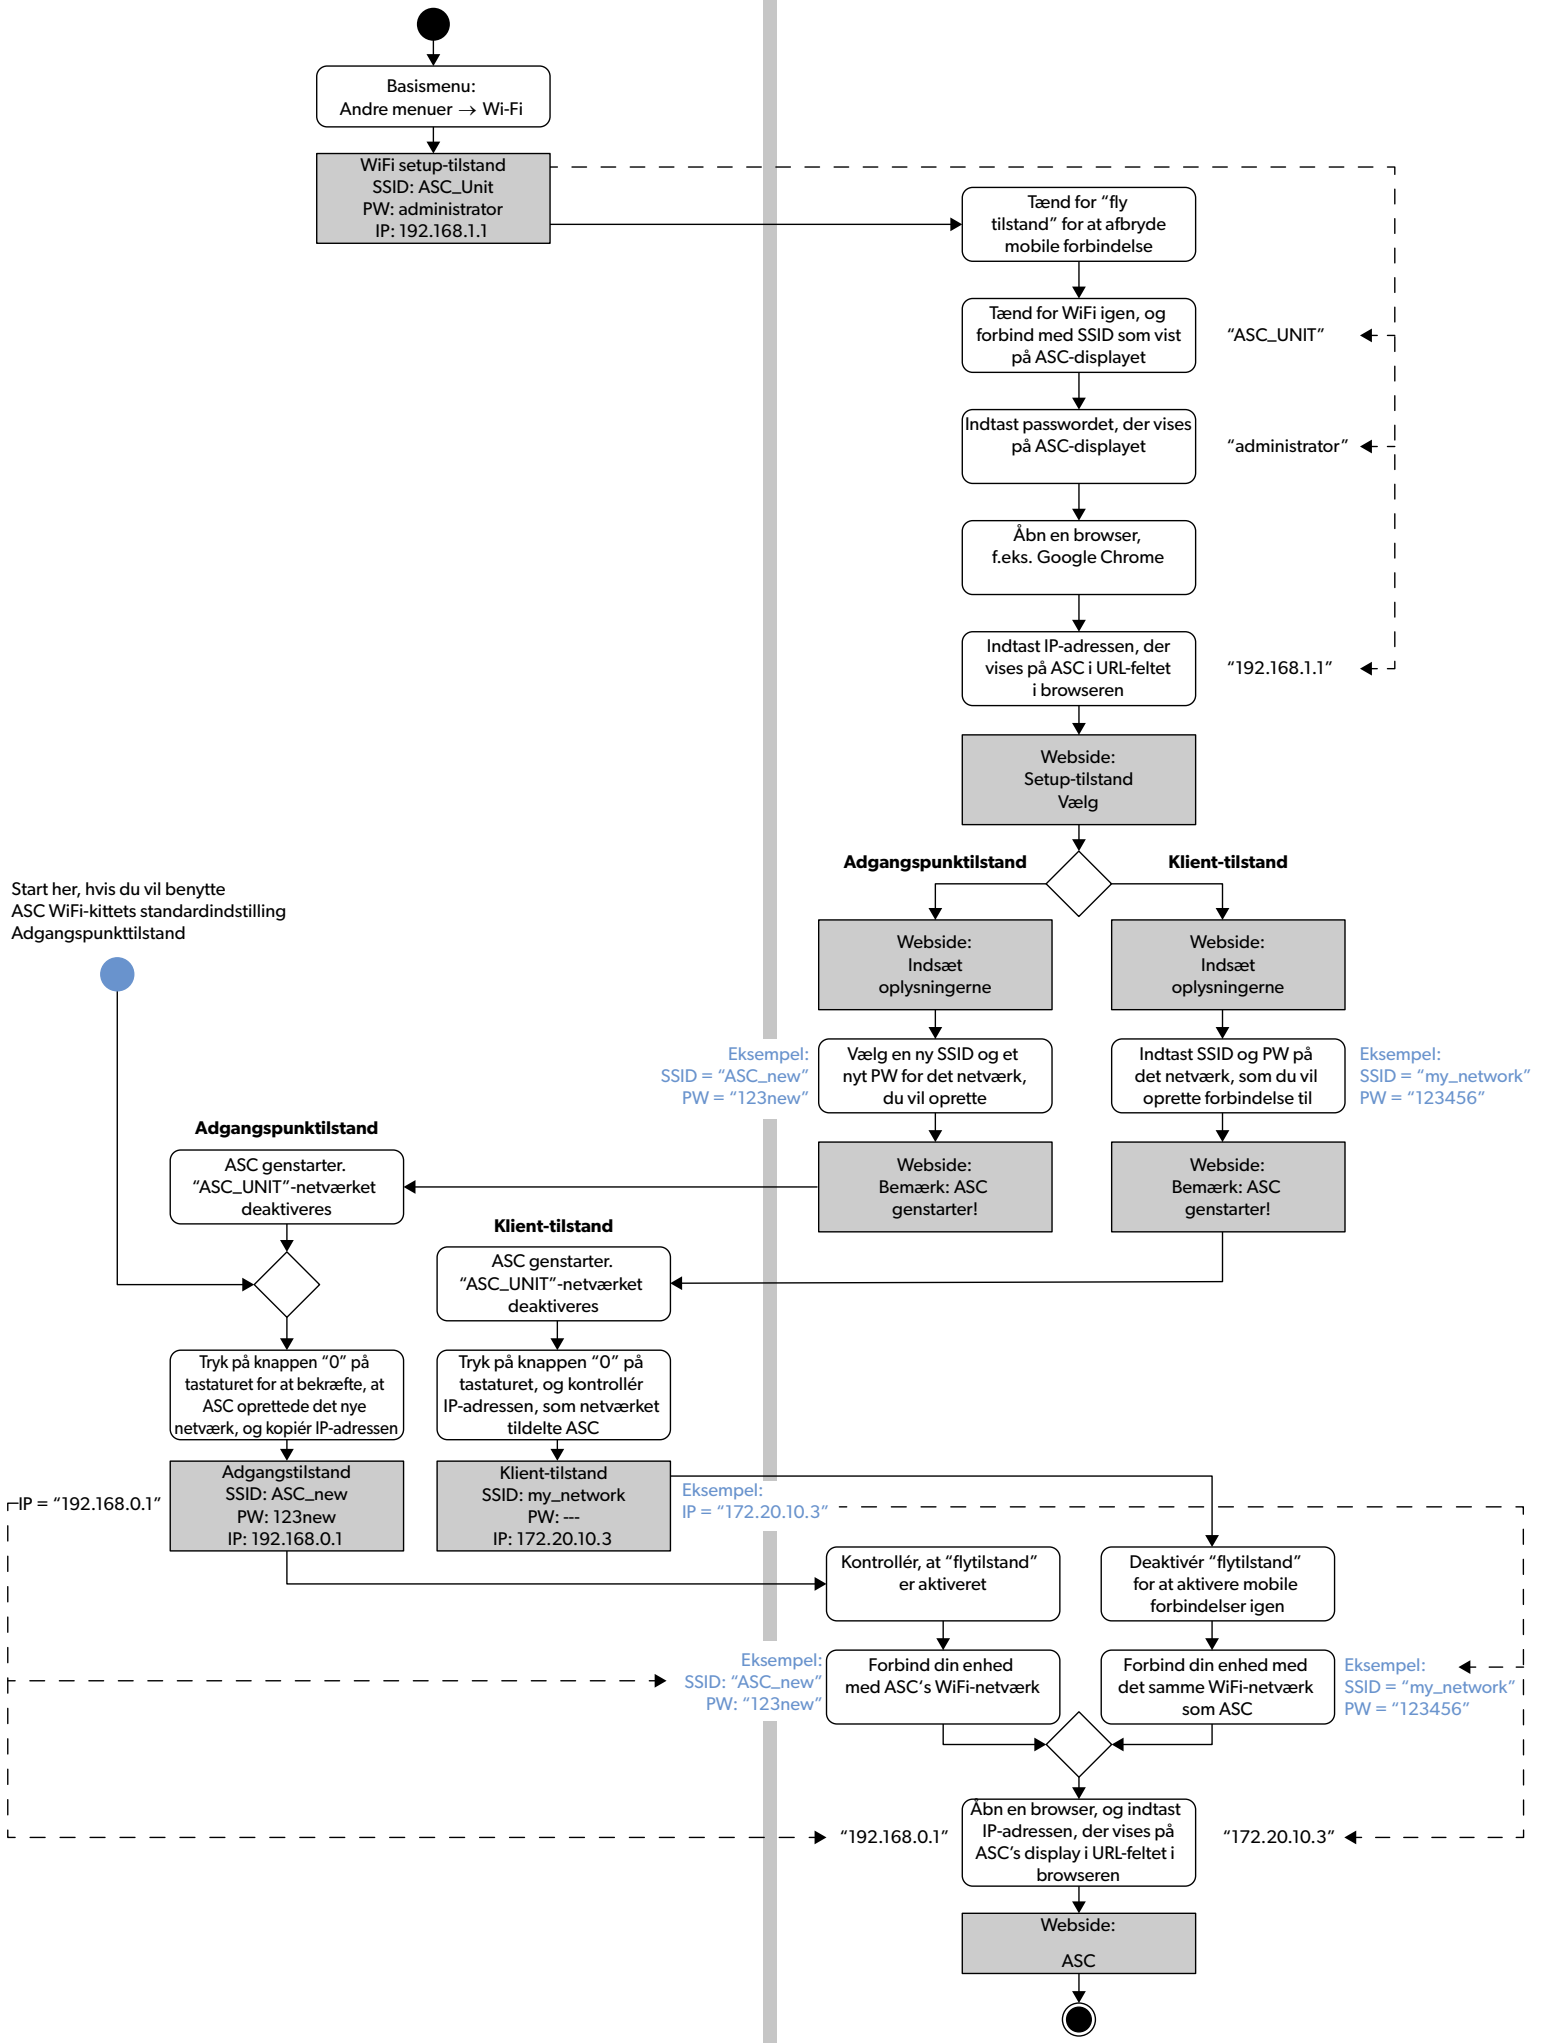 Basismenu:
Andre menuer → Wi-Fi
WiFi setup-tilstand
SSID: ASC_Unit
PW: administrator
IP: 192.168.1.1
Tænd for “fly
tilstand” for at afbryde
mobile forbindelse
Tænd for WiFi igen, og
forbind med SSID som vist
på ASC-displayet
“ASC_UNIT”
Indtast passwordet, der vises
på ASC-displayet
“administrator”
Åbn en browser,
f.eks. Google Chrome
Indtast IP-adressen, der
vises på ASC i URL-feltet
i browseren
“192.168.1.1”
Webside:
Setup-tilstand
Vælg
Adgangspunktilstand
Klient-tilstand
Start her, hvis du vil benytte
ASC WiFi-kittets standardindstilling
Adgangspunkttilstand
Webside:
Indsæt
oplysningerne
Webside:
Indsæt
oplysningerne
Eksempel:
SSID = “ASC_new”
PW = “123new”
Vælg en ny SSID og et
nyt PW for det netværk,
du vil oprette
Indtast SSID og PW på
det netværk, som du vil
oprette forbindelse til
Eksempel:
SSID = “my_network”
PW = “123456”
Adgangspunktilstand
ASC genstarter.
“ASC_UNIT”-netværket
deaktiveres
Webside:
Bemærk: ASC
genstarter!
Webside:
Bemærk: ASC
genstarter!
Klient-tilstand
ASC genstarter.
“ASC_UNIT”-netværket
deaktiveres
Tryk på knappen “0” på
tastaturet for at bekræfte, at
ASC oprettede det nye
netværk, og kopiér IP-adressen
Tryk på knappen “0” på
tastaturet, og kontrollér
IP-adressen, som netværket
tildelte ASC
IP = “192.168.0.1”
Adgangstilstand
SSID: ASC_new
PW: 123new
IP: 192.168.0.1
Klient-tilstand
SSID: my_network
PW: ---
IP: 172.20.10.3
Eksempel:
IP = “172.20.10.3”
Kontrollér, at “flytilstand”
er aktiveret
Deaktivér “flytilstand”
for at aktivere mobile
forbindelser igen
Eksempel:
SSID: “ASC_new”
PW: “123new”
Forbind din enhed
med ASC‘s WiFi-netværk
Forbind din enhed med
det samme WiFi-netværk
som ASC
Eksempel:
SSID = “my_network”
PW = “123456”
“192.168.0.1”
Åbn en browser, og indtast
IP-adressen, der vises på
ASC’s display i URL-feltet i
browseren
“172.20.10.3”
Webside:
ASC